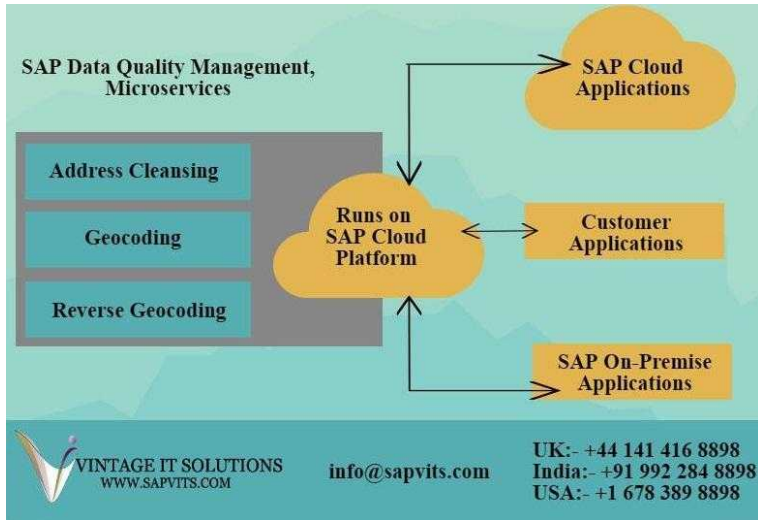 SAP Data Quality Management,
Microservices
Address Cleansing
Geocoding
Reverse Geocoding
Runs on
SAP Cloud
Platform
SAP Cloud
Applications
Customer
Applications
SAP On-Premise
Applications
VINTAGE IT SOLUTIONS
WWW.SAPVITS.COM
info@sapvits.com
UK:- +44 141 416 8898
India:- +91 992 284 8898
USA:- +1 678 389 8898